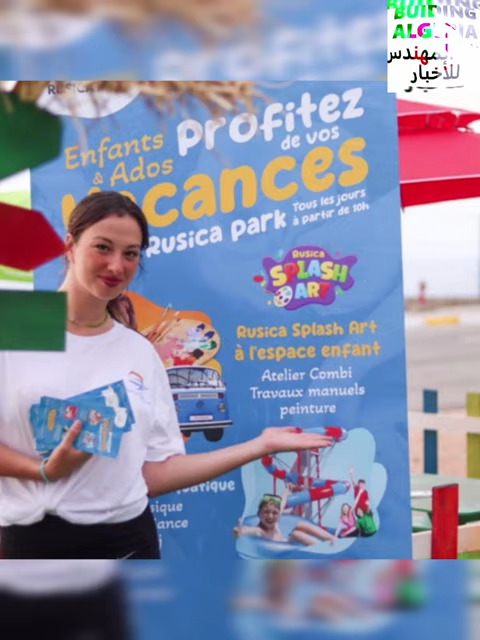 BUILDING
ALGERIA
المهندس
للأخبار
Enfants
& Ados
Profitez
de vos
Vacances
Rusica park
Tous les jours
à partir de 10h
Rusica
SPLASH
ART
Rusica Splash Art
à l'espace enfant
Atelier Combi
Travaux manuels
peinture